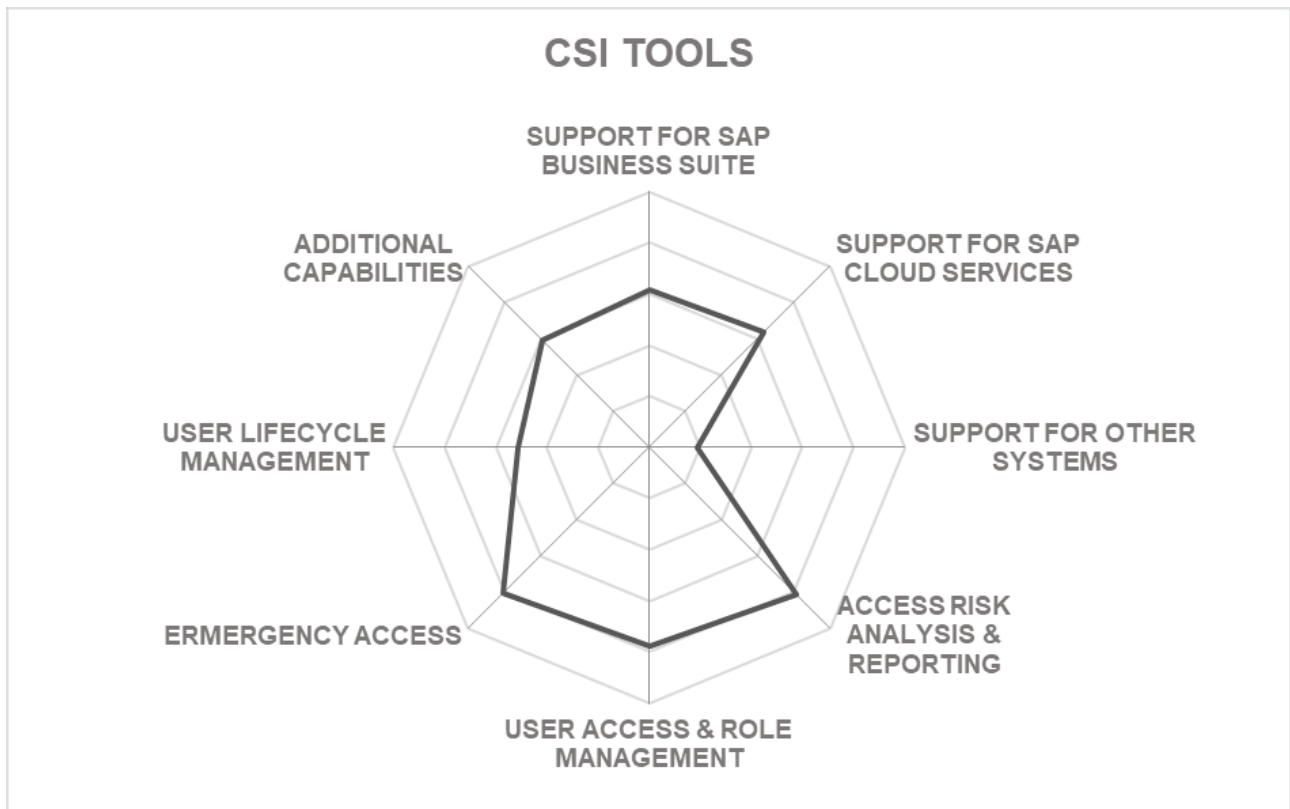 CSI TOOLS
SUPPORT FOR SAP
BUSINESS SUITE
SUPPORT FOR SAP
CLOUD SERVICES
SUPPORT FOR OTHER
SYSTEMS
ACCESS RISK
ANALYSIS &
REPORTING
USER ACCESS & ROLE
MANAGEMENT
ERMERGENCY ACCESS
USER LIFECYCLE
MANAGEMENT
ADDITIONAL
CAPABILITIES